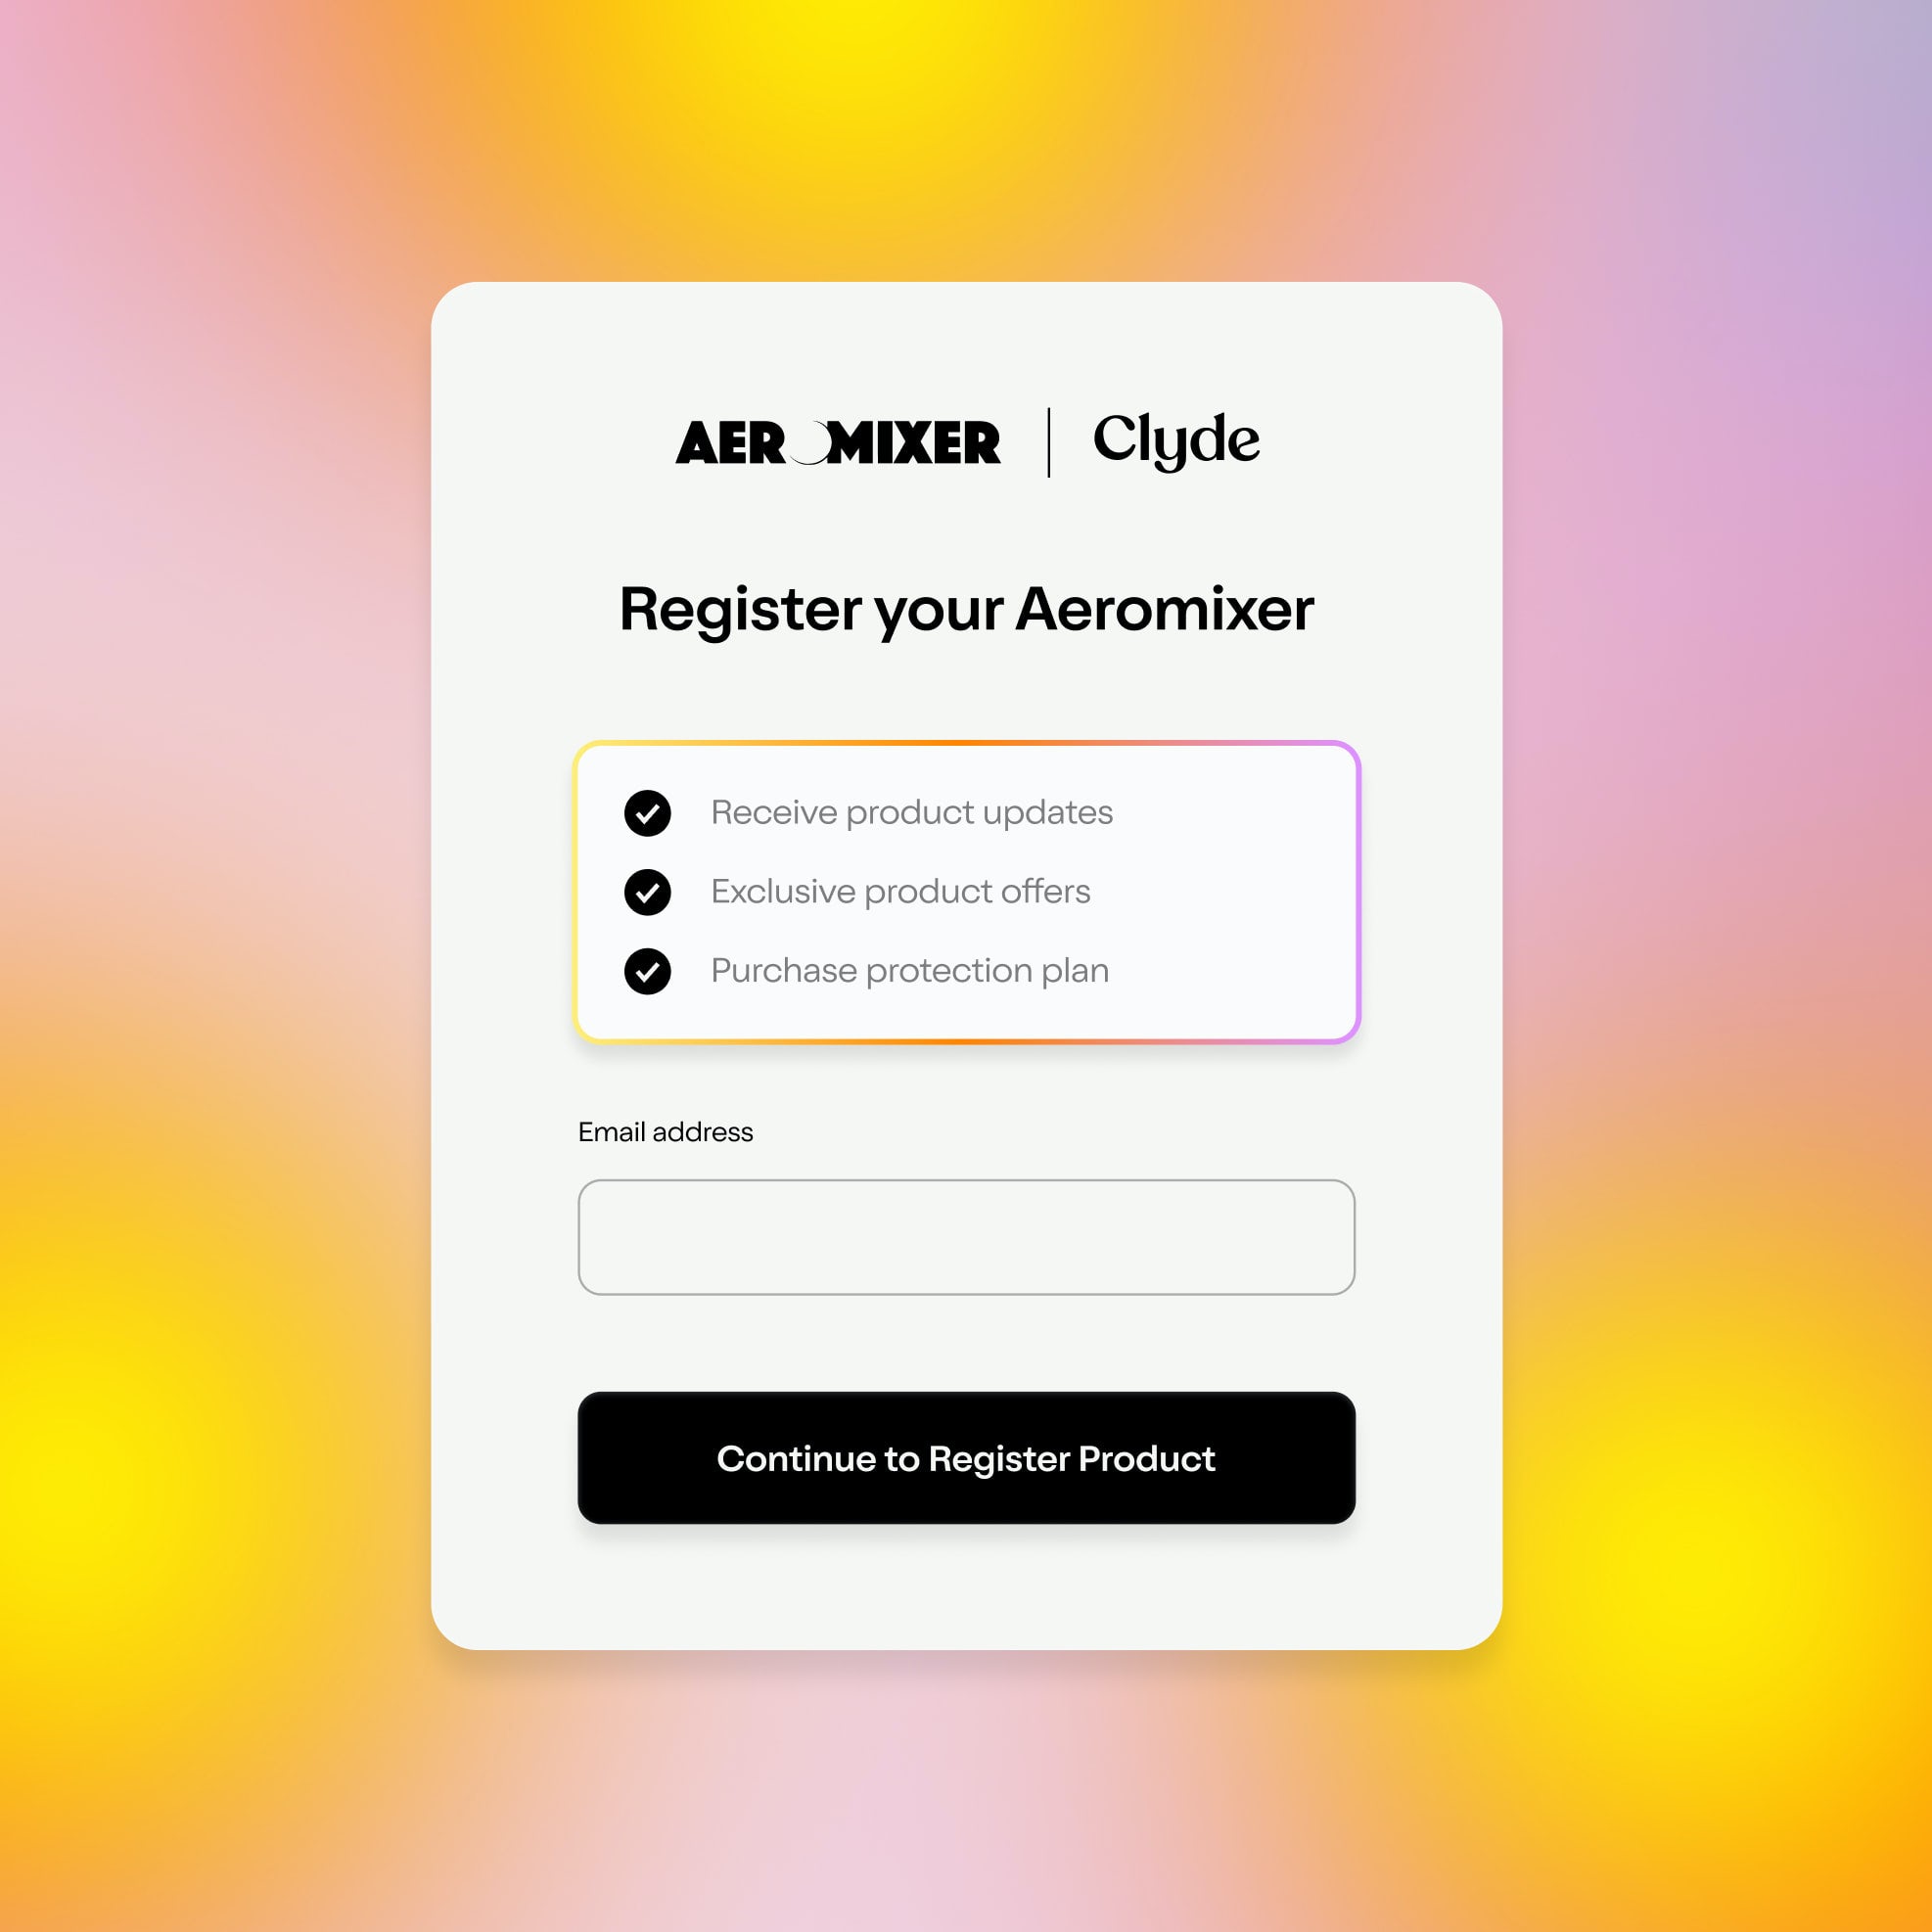 AEROMIXER | Clyde
Register your Aeromixer
Receive product updates
Exclusive product offers
Purchase protection plan
Email address
Continue to Register Product